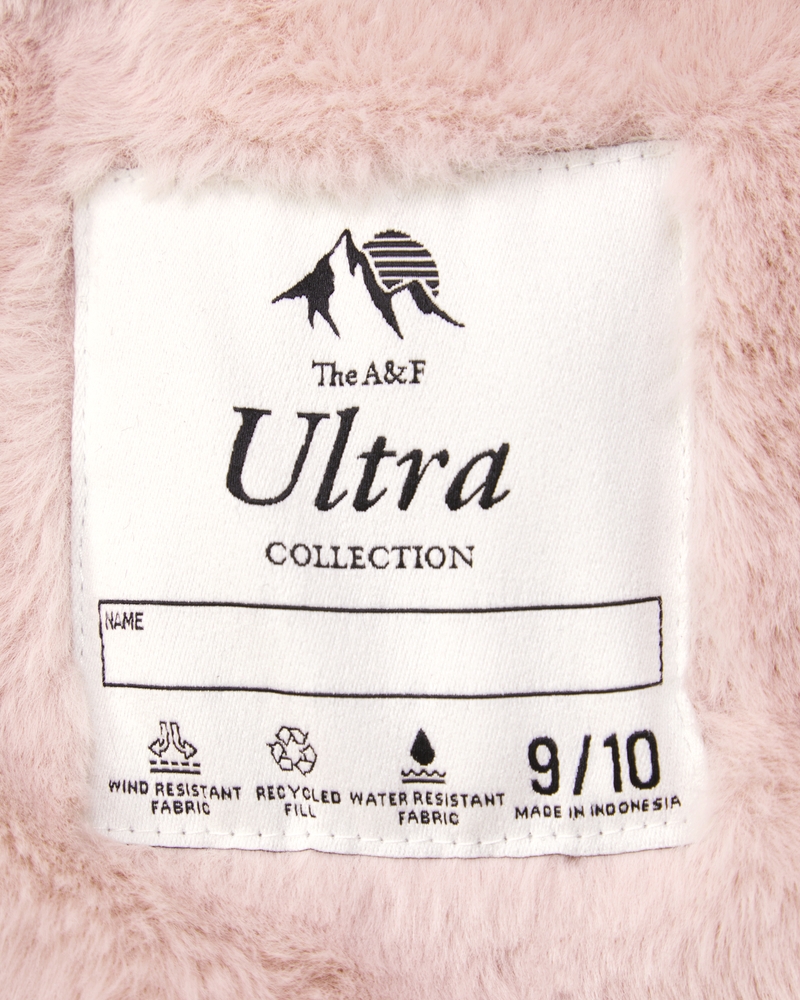 The A&F
Ultra
COLLECTION
NAME
WIND RESISTANT
FABRIC
RECYCLED
FILL
WATER RESISTANT
FABRIC
9/10
MADE IN INDONESIA